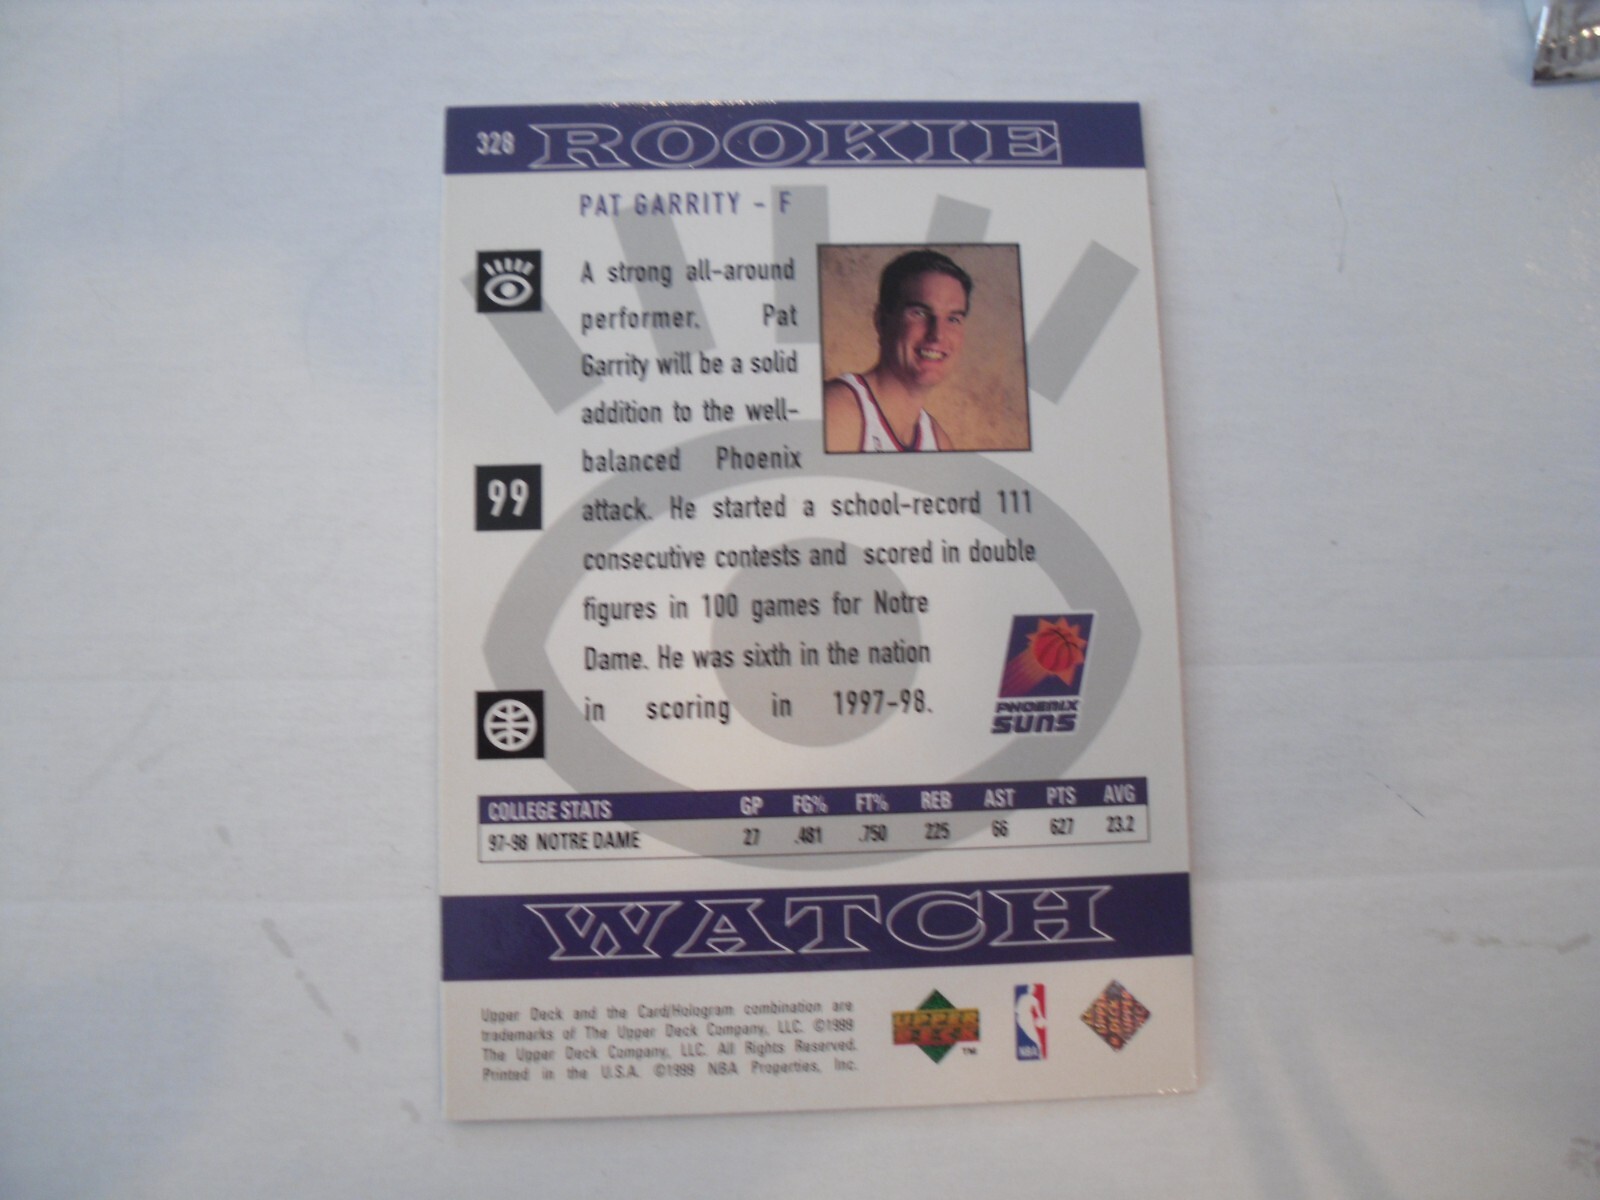 328 ROOKIE
PAT GARRITY - F
A strong all-around
performer, Pat
Garrity will be a solid
addition to the well-
balanced Phoenix
attack. He started a school-record 111
consecutive contests and scored in double
figures in 100 games for Notre
Dame. He was sixth in the nation
in scoring in 1997-98.
99
PHOENIX
SUNS
COLLEGE STATS GP FG% FT% REB AST PTS AVG
97-98 NOTRE DAME 27 .481 .750 225 66 627 23.2
WATCH
Upper Deck and the Card/Hologram combination are
trademarks of The Upper Deck Company, LLC. ©1999
The Upper Deck Company, LLC. All Rights Reserved.
Printed in the U.S.A. ©1999 NBA Properties, Inc.
UPPER
DECK
TM
NBA